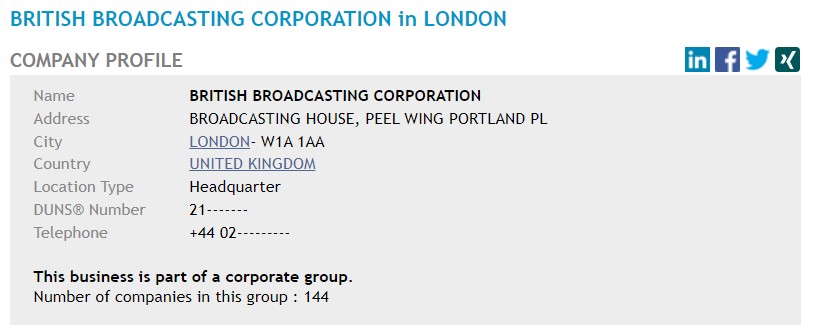 BRITISH BROADCASTING CORPORATION in LONDON
COMPANY PROFILE
in f
Name BRITISH BROADCASTING CORPORATION
Address BROADCASTING HOUSE, PEEL WING PORTLAND PL
City LONDON- W1A 1AA
Country UNITED KINGDOM
Location Type Headquarter
DUNS® Number 21-------
Telephone +44 02---------
This business is part of a corporate group.
Number of companies in this group : 144